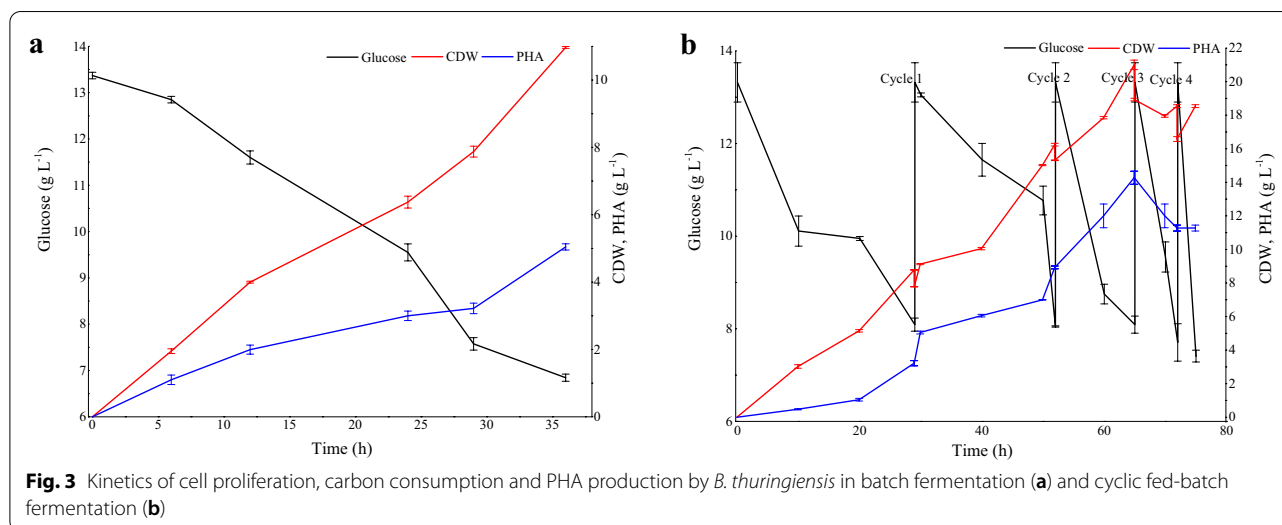 a
Glucose CDW PHA
14
13
12
11
10
9
8
7
6
Glucose (g L-1)
10
8
6
4
2
0
CDW, PHA (g L-1)
0 5 10 15 20 25 30 35
Time (h)
b
Glucose CDW PHA
Cycle 1 Cycle 2 Cycle 3 Cycle 4
14
12
10
8
6
Glucose (g L-1)
22
20
18
16
14
12
10
8
6
4
2
0
CDW, PHA (g L-1)
0 20 40 60 80
Time (h)
Fig. 3 Kinetics of cell proliferation, carbon consumption and PHA production by B. thuringiensis in batch fermentation (a) and cyclic fed-batch
fermentation (b)